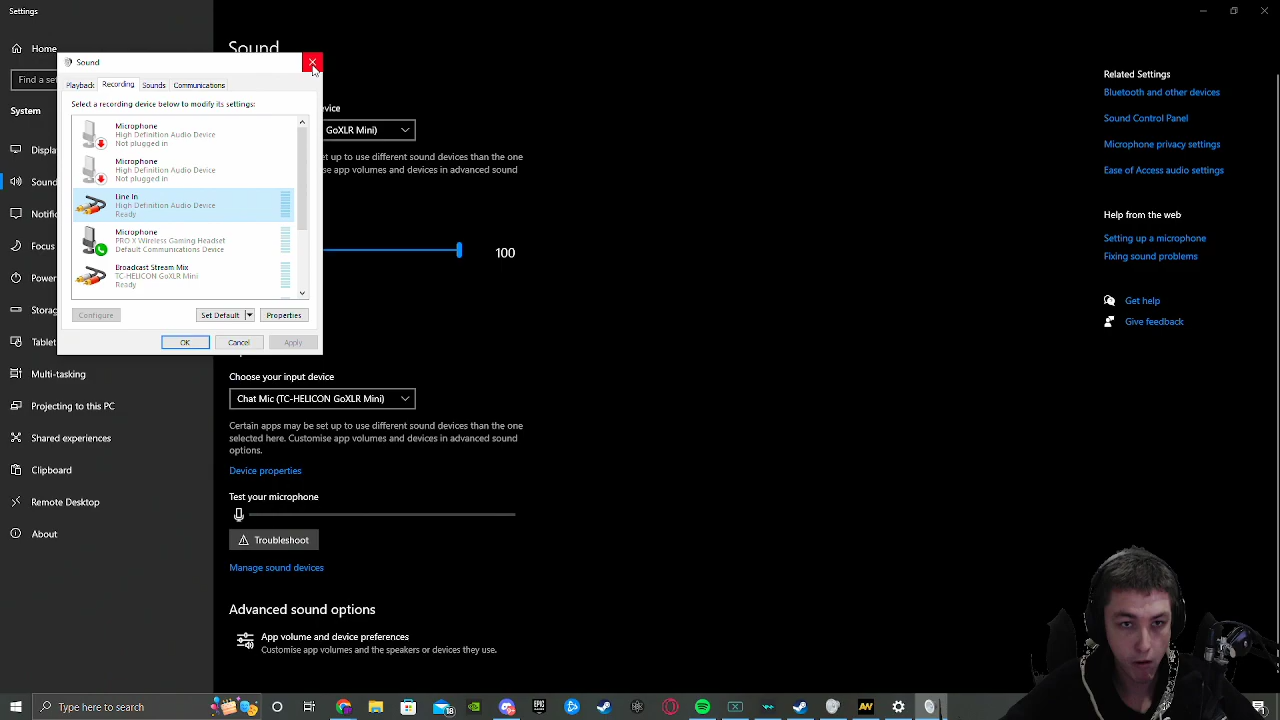 Settings
Home
Find a se
System
Displa
Sound
Notific
ocus
ower
orag
ablet
Multi-tasking
Projecting to this PC
Shared experiences
Clipboard
Remote Desktop
About
Sound
Sound
Playback
Recording
Sounds
Communications
Select a recording device below to modify its settings:
Microphone
High Definition Audio Device
Not plugged in
Microphone
High Definition Audio Device
Not plugged in
Line In
High Definition Audio Device
Ready
Microphone
PRO X Wireless Gaming Headset
Default Communications Device
Broadcast Stream Mix
TC-HELICON GoXLR Mini
Ready
Configure
Set Default
Properties
OK
Cancel
Apply
evice
GoXLR Mini)
et up to use different sound devices than the one
se app volumes and devices in advanced sound
100
Choose your input device
Chat Mic (TC-HELICON GoXLR Mini)
Certain apps may be set up to use different sound devices than the one
selected here. Customise app volumes and devices in advanced sound
options.
Device properties
Test your microphone
Troubleshoot
Manage sound devices
Advanced sound options
App volume and device preferences
Customise app volumes and the speakers or devices they use.
Related Settings
Bluetooth and other devices
Sound Control Panel
Microphone privacy settings
Ease of Access audio settings
Help from the web
Setting up a microphone
Fixing sound problems
Get help
Give feedback
Type here to search